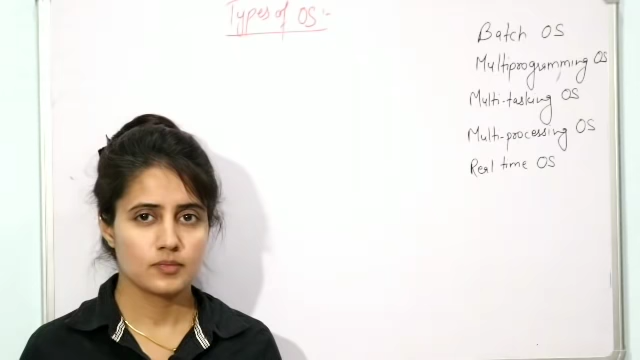 Types of OS :-
Batch OS
Multiprogramming OS
Multi-tasking OS
Multi-processing OS
Real time OS